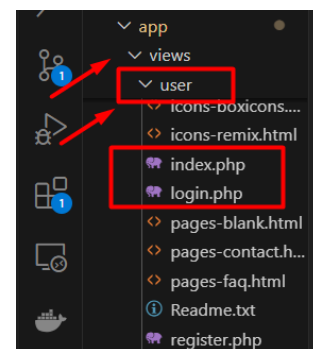 app
views
user
icons-boxicons....
icons-remix.html
index.php
login.php
pages-blank.html
pages-contact.h...
pages-faq.html
Readme.txt
register.php
1
1